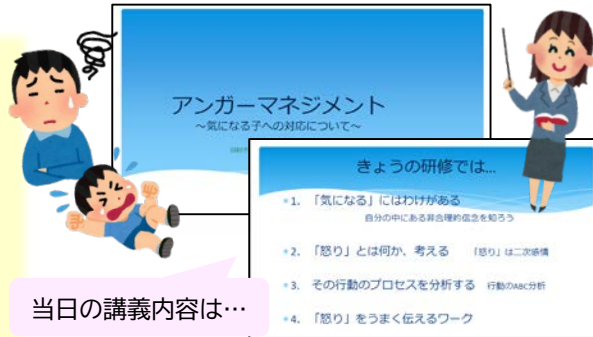 アンガーマネジメント
～気になる子への対応について～
きょうの研修では...
1. 「気になる」にはわけがある
自分の中にある非合理的信念を知ろう
2. 「怒り」とは何か、考える 「怒り」は二次感情
3. その行動のプロセスを分析する 行動のABC分析
4. 「怒り」をうまく伝えるワーク
当日の講義内容は…